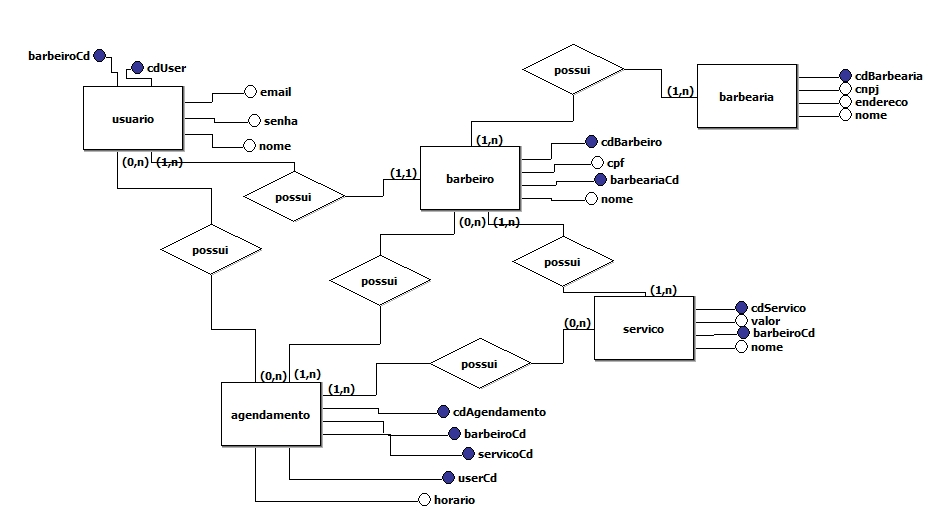 barbeiroCd
cdUser
usuario
email
senha
nome
(0,n) (1,n)
possui
(1,1)
possui
possui
(1,n)
barbearia
cdBarbearia
cnpj
endereco
nome
(1,n)
barbeiro
cdBarbeiro
cpf
barbeariaCd
nome
(0,n) (1,n)
possui
possui
(1,n)
servico
cdServico
valor
barbeiroCd
nome
(0,n)
possui
(0,n) (1,n)
(1,n)
agendamento
cdAgendamento
barbeiroCd
servicoCd
userCd
horario